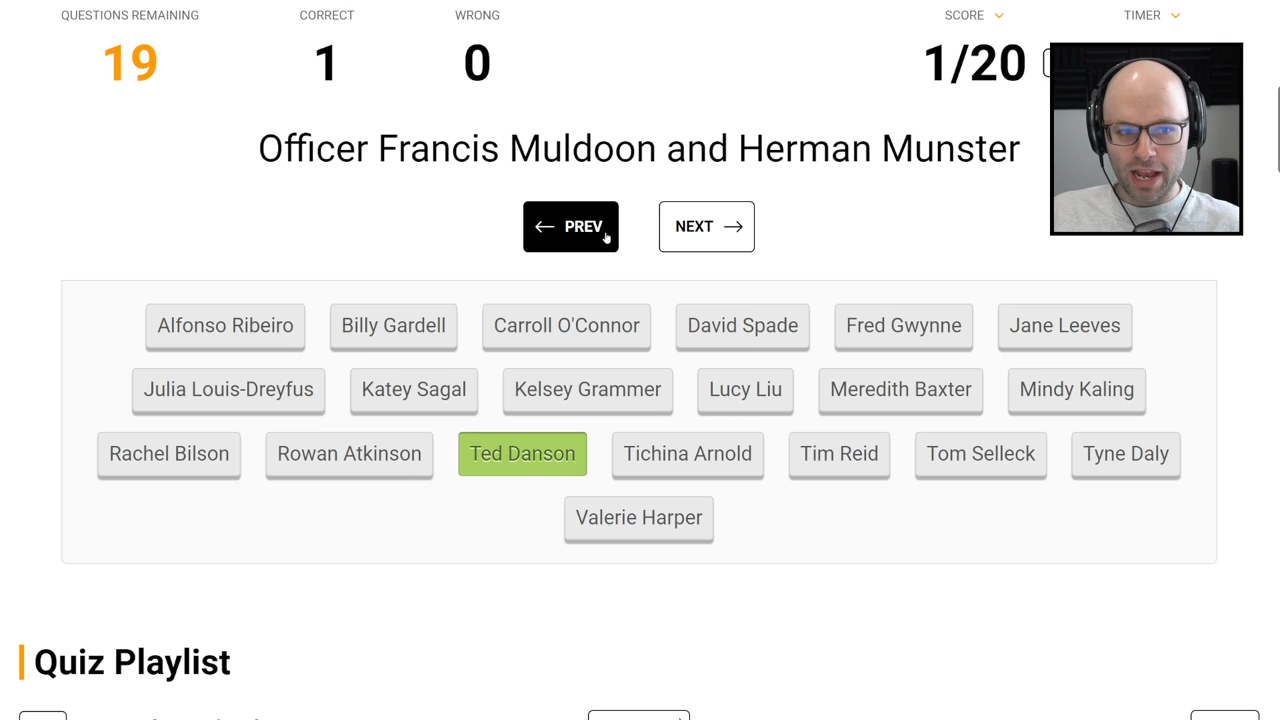 QUESTIONS REMAINING CORRECT WRONG SCORE TIMER
19 1 0 1/20
Officer Francis Muldoon and Herman Munster
PREV NEXT
Alfonso Ribeiro Billy Gardell Carroll O'Connor David Spade Fred Gwynne Jane Leeves
Julia Louis-Dreyfus Katey Sagal Kelsey Grammer Lucy Liu Meredith Baxter Mindy Kaling
Rachel Bilson Rowan Atkinson Ted Danson Tichina Arnold Tim Reid Tom Selleck Tyne Daly
Valerie Harper
Quiz Playlist